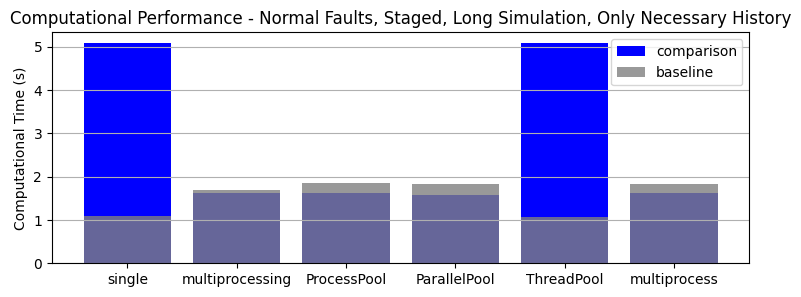 Computational Performance - Normal Faults, Staged, Long Simulation, Only Necessary History
Computational Time (s)
5
4
3
2
1
0
comparison
baseline
single
multiprocessing
ProcessPool
ParallelPool
ThreadPool
multiprocess